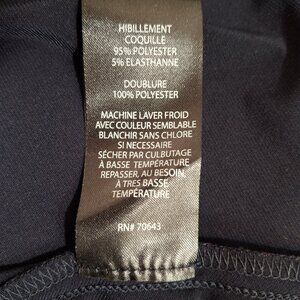 HIBILLEMENT
COQUILLE
95% POLYESTER
5% ELASTHANNE
DOUBLURE
100% POLYESTER
MACHINE LAVER FROID
AVEC COULEUR SEMBLABLE
BLANCHIR SANS CHLORE
SI NECESSAIRE
SÉCHER PAR CULBUTAGE
À BASSE TEMPÉRATURE
REPASSER, AU BESOIN,
À TRES BASSE
TEMPÉRATURE
RN# 70643